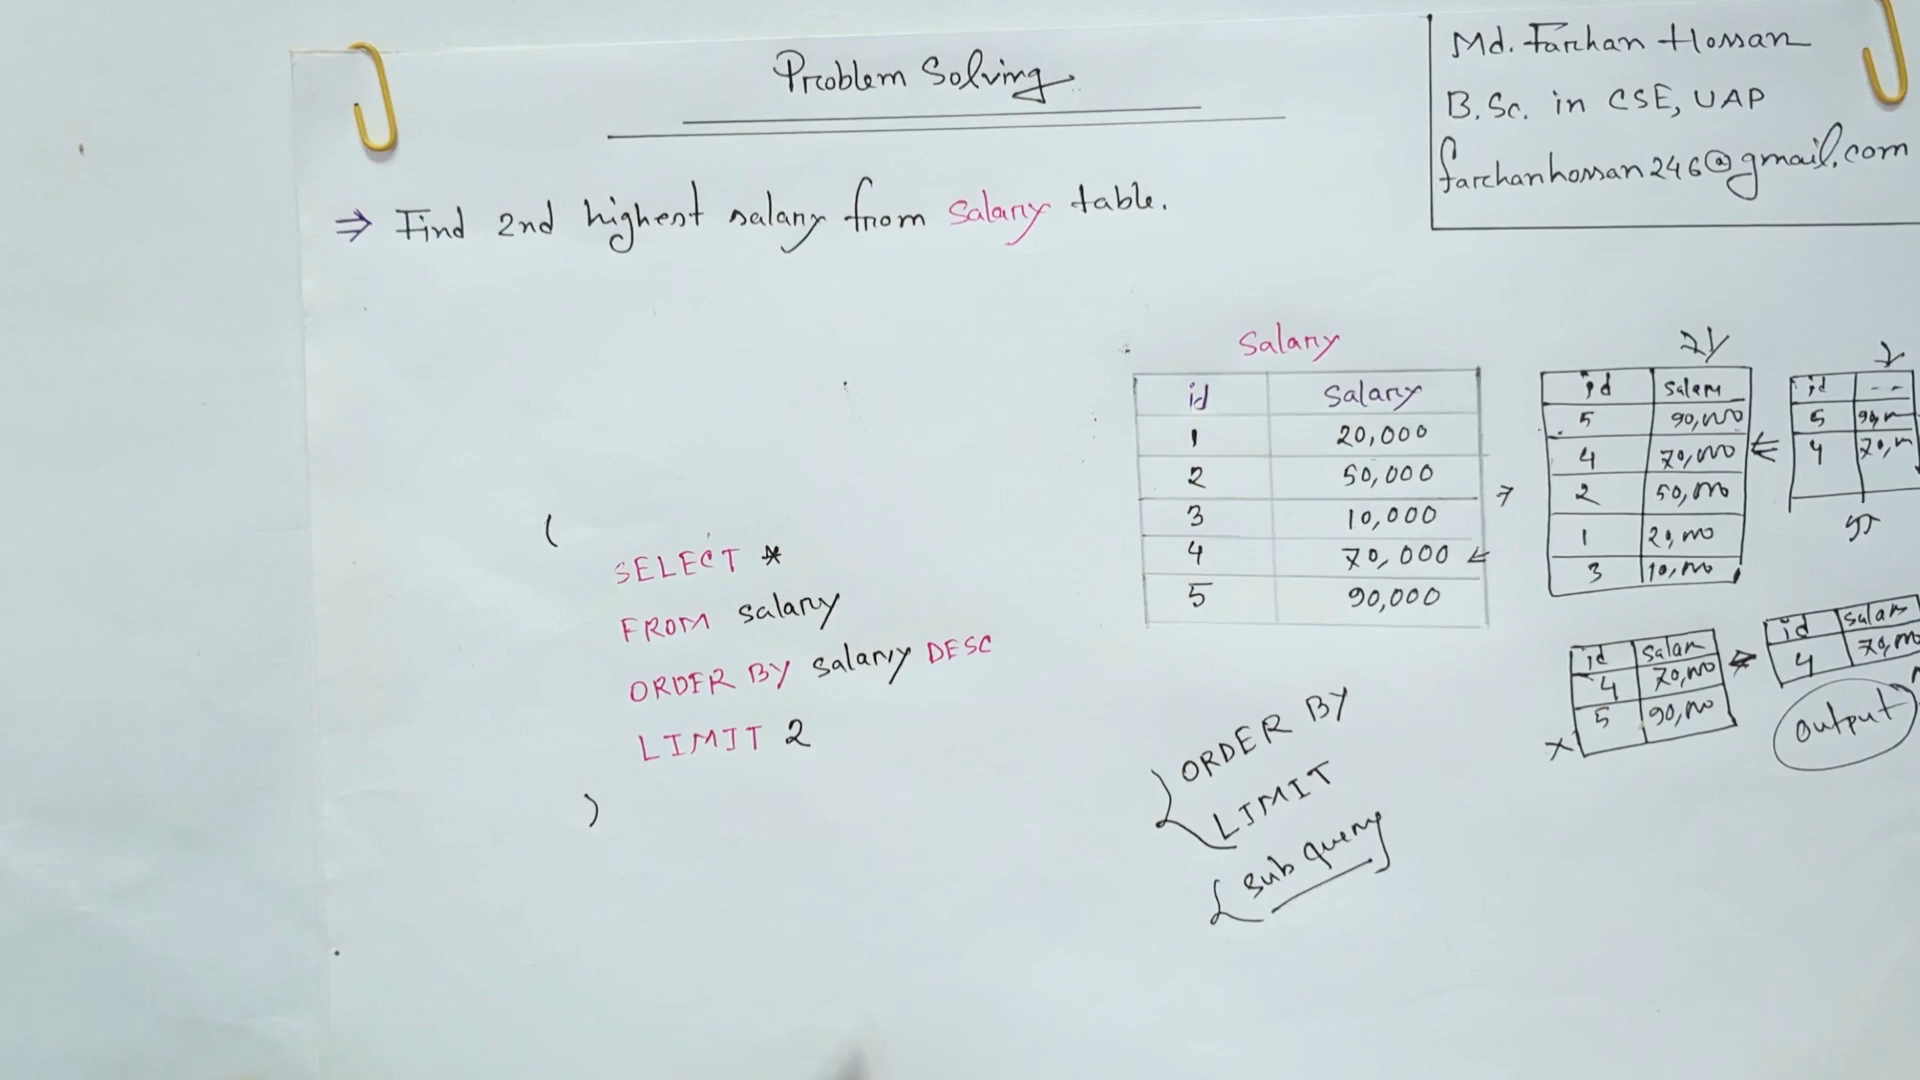 Problem Solving
Md. Farhan Hossan
B.Sc. in CSE, UAP
farhanhossan246@gmail.com
⇒ Find 2nd highest salary from Salary table.
Salary
id Salary
1 20,000
2 50,000
3 10,000
4 70,000
5 90,000
id Salary
5 90,000
4 70,000
2 50,000
1 20,000
3 10,000
id --
5
4
(
SELECT *
FROM salary
ORDER BY salary DESC
LIMIT 2
)
id Salary
4 70,000
5 90,000
id Salary
4 70,000
output
ORDER BY
LIMIT
Sub query